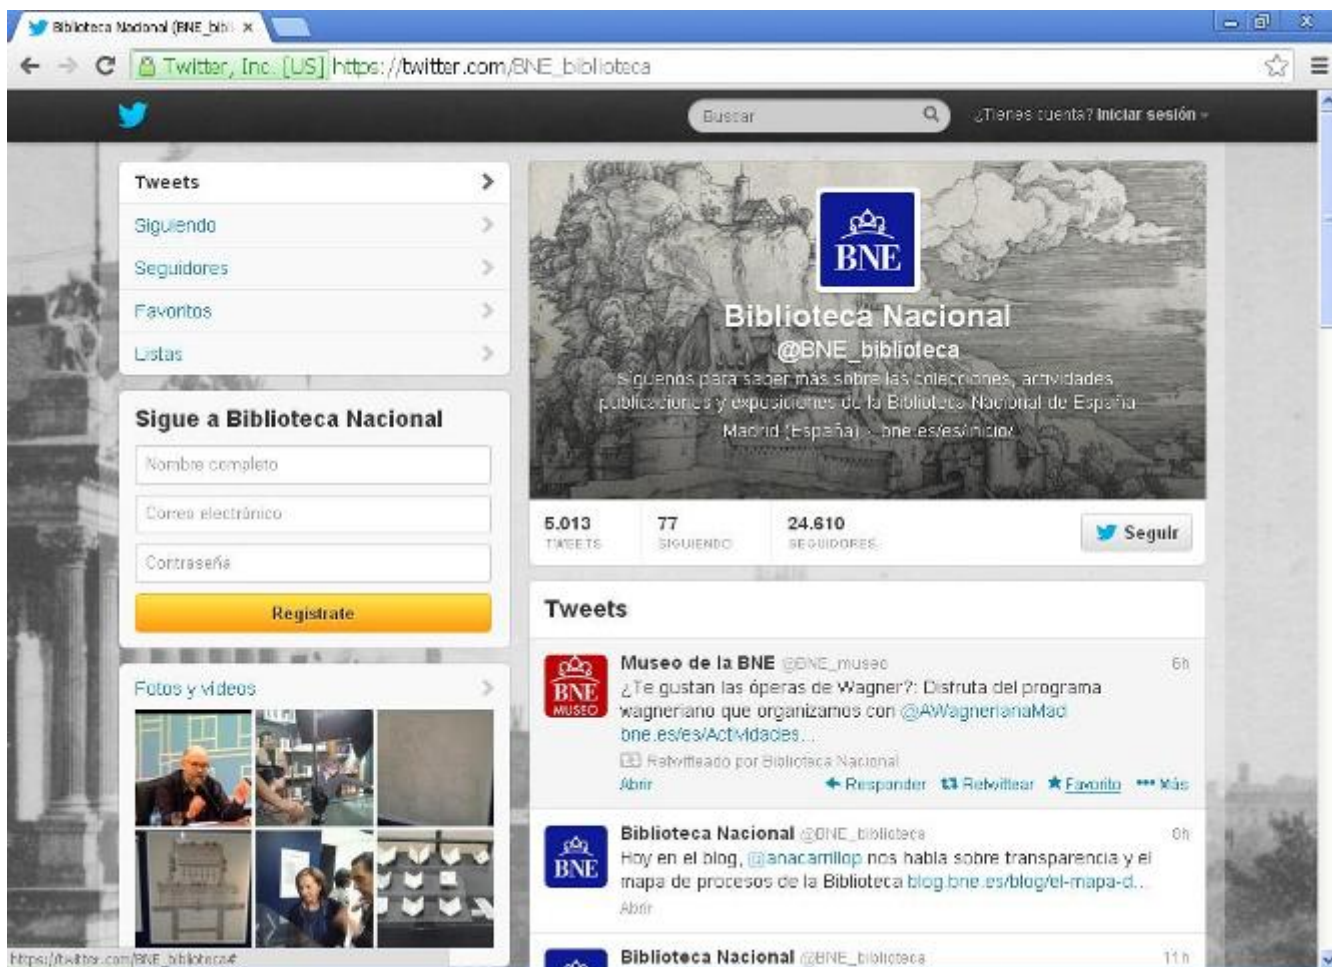 Biblioteca Nacional (BNE_bibli
Twitter, Inc. [US] https://twitter.com/BNE_biblioteca
Buscar
¿Tienes cuenta? Iniciar sesión
Tweets
Siguiendo
Seguidores
Favoritos
Listas
Sigue a Biblioteca Nacional
Nombre completo
Correo electrónico
Contraseña
Regístrate
Fotos y vídeos
BNE
Biblioteca Nacional
@BNE_biblioteca
Síguenos para saber más sobre las colecciones, actividades,
publicaciones y exposiciones de la Biblioteca Nacional de España
Madrid (España) · bne.es/es/Inicio/
5.013
TWEETS
77
SIGUIENDO
24.610
SEGUIDORES
Seguir
Tweets
BNE
MUSEO
Museo de la BNE @BNE_museo 6h
¿Te gustan las óperas de Wagner?: Disfruta del programa
wagneriano que organizamos con @AWagnerianaMad
bne.es/es/Actividades...
Retwitteado por Biblioteca Nacional
Abrir Responder Retwittear Favorito Más
BNE
Biblioteca Nacional @BNE_biblioteca
Hoy en el blog, @anacarrillop nos habla sobre transparencia y el
mapa de procesos de la Biblioteca blog.bne.es/blog/el-mapa-d...
Abrir
Biblioteca Nacional @BNE_biblioteca 11h
https://twitter.com/BNE_biblioteca#